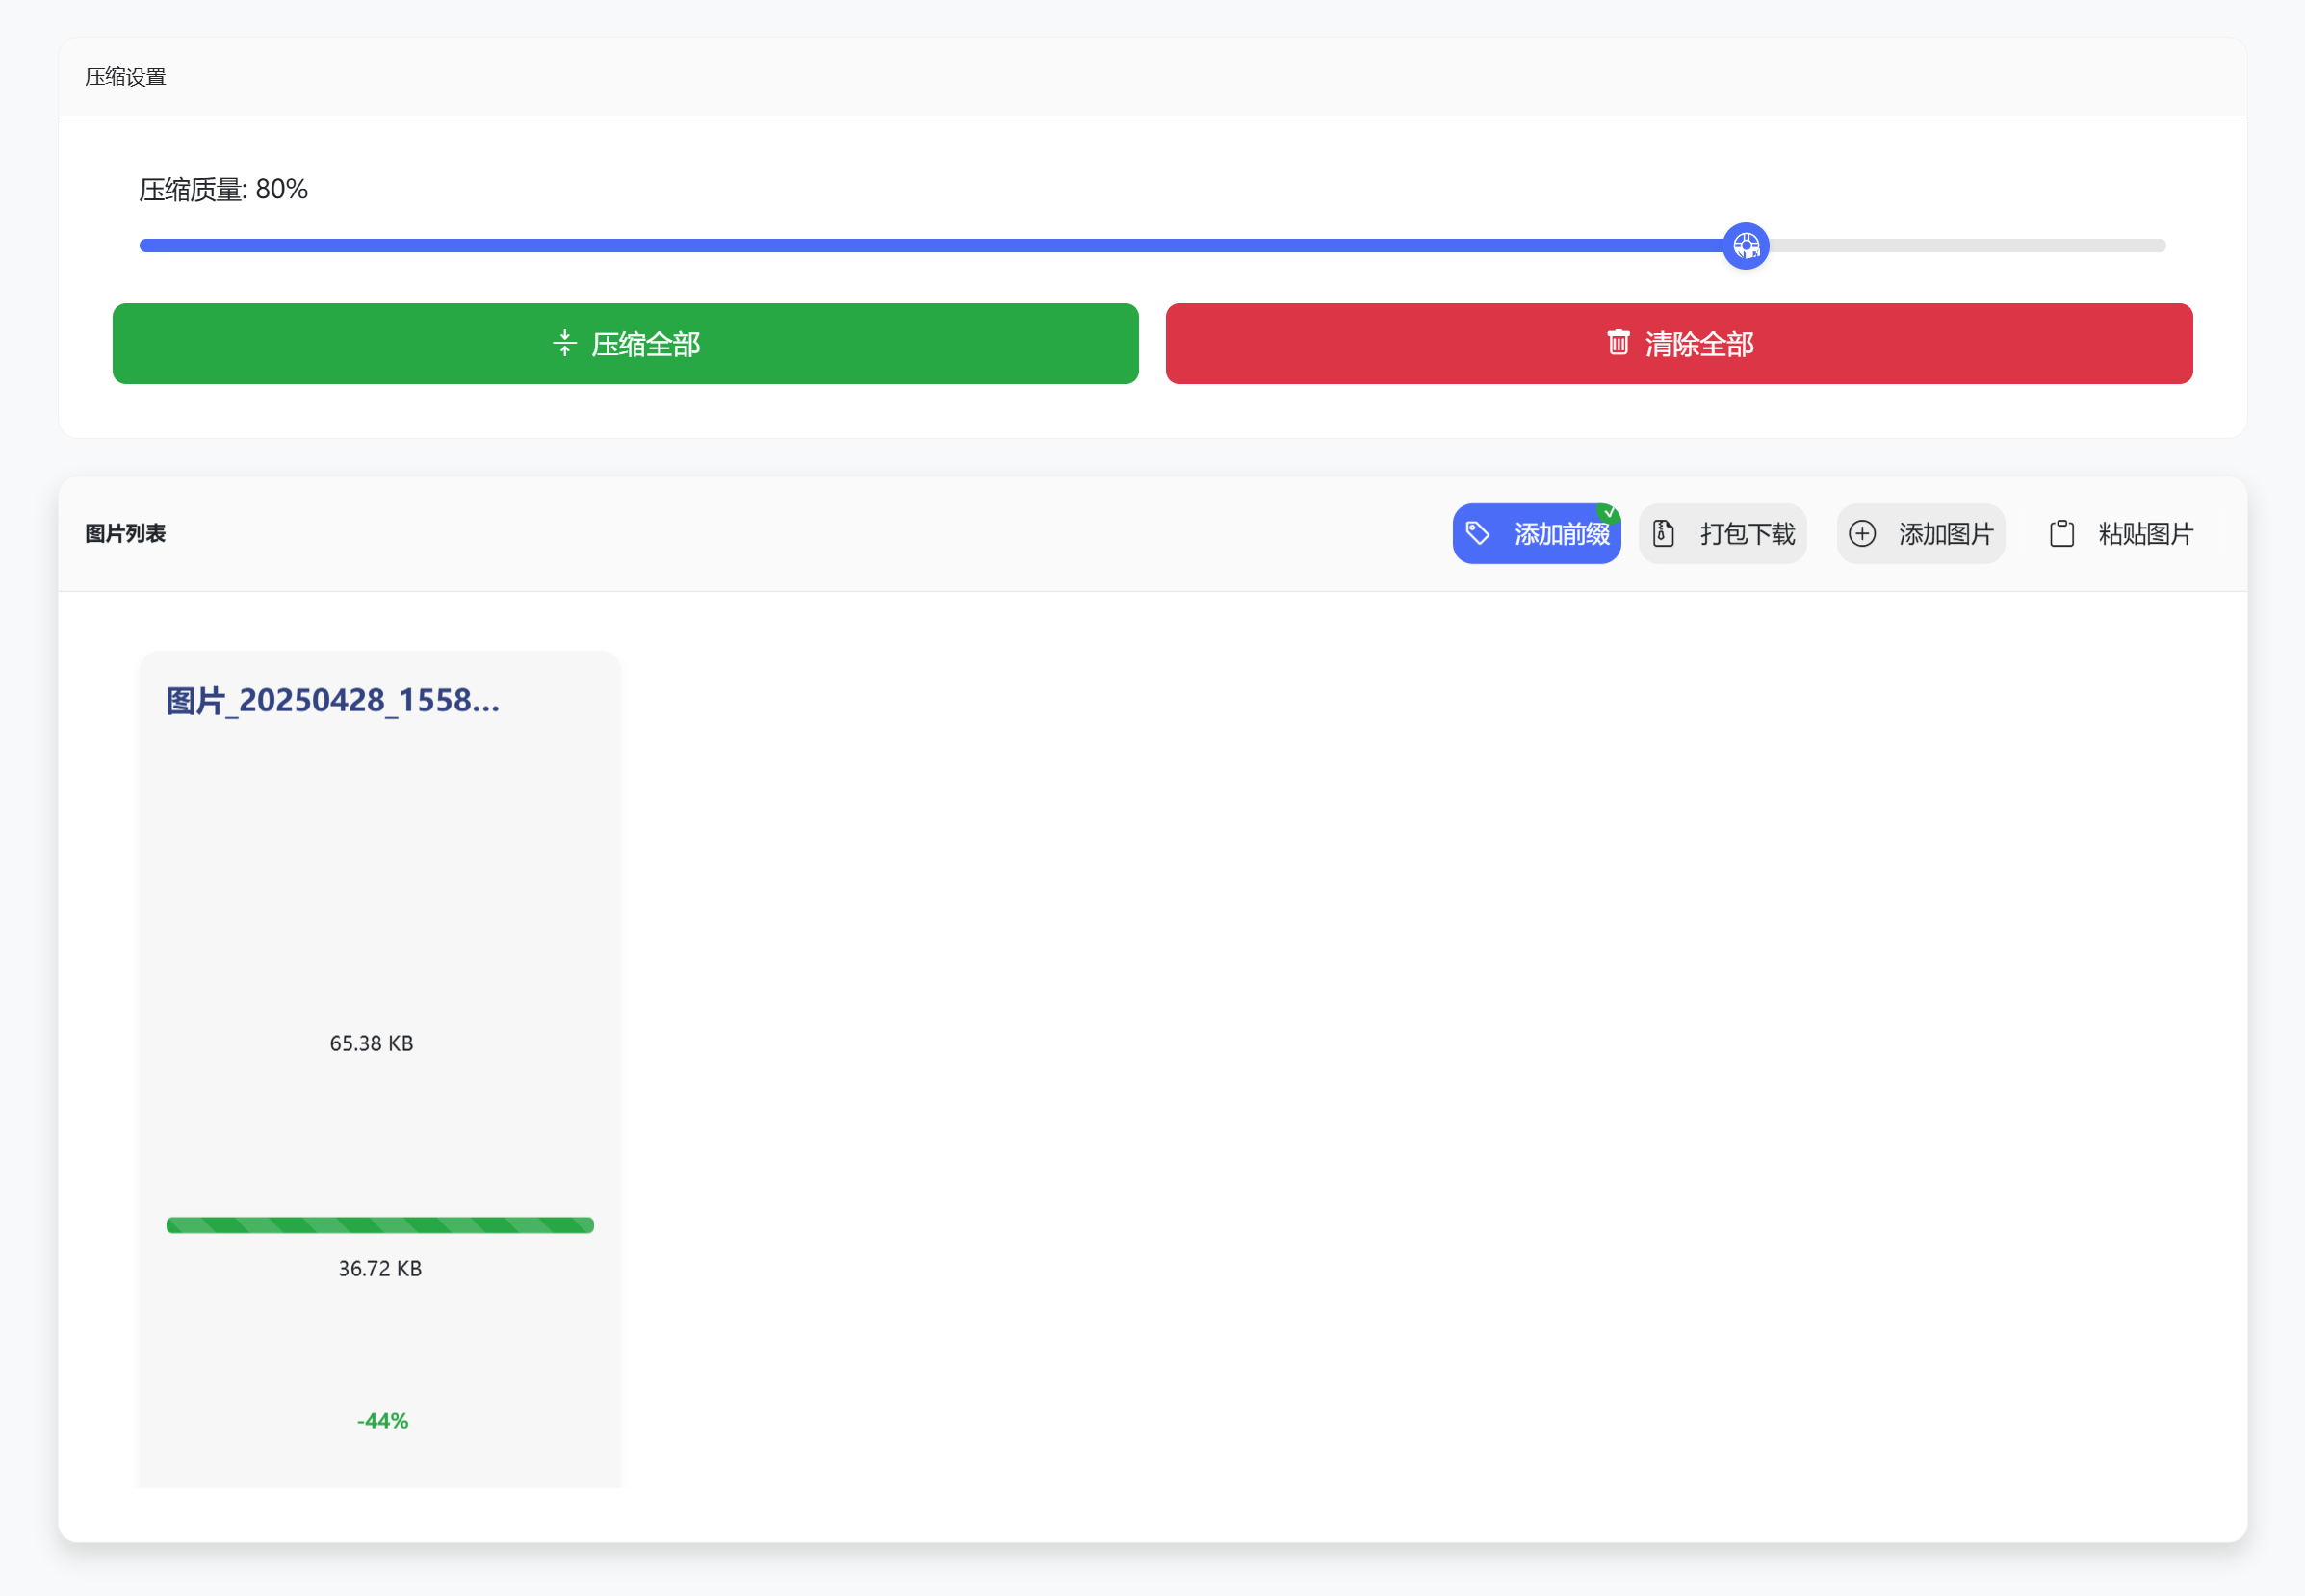 压缩设置
压缩质量: 80%
压缩全部
清除全部
图片列表
添加前缀
打包下载
添加图片
粘贴图片
图片_20250428_1558...
65.38 KB
36.72 KB
-44%